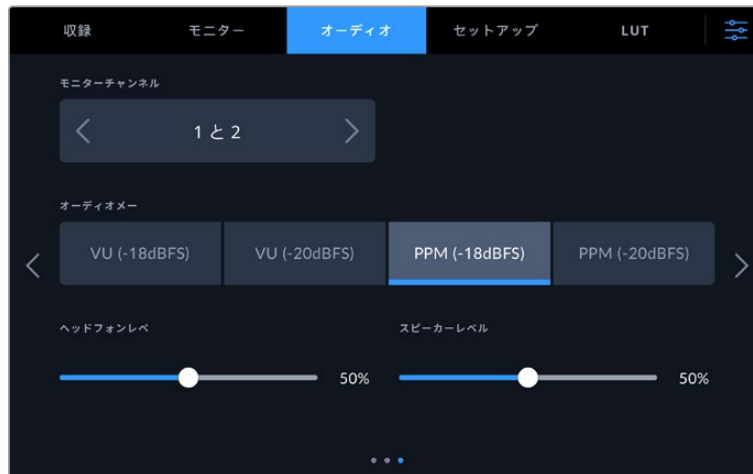 収録 モニター オーディオ セットアップ LUT
モニターチャンネル
1 と 2
オーディオメー
VU (-18dBFS) VU (-20dBFS) PPM (-18dBFS) PPM (-20dBFS)
ヘッドフォンレベ スピーカーレベル
50% 50%